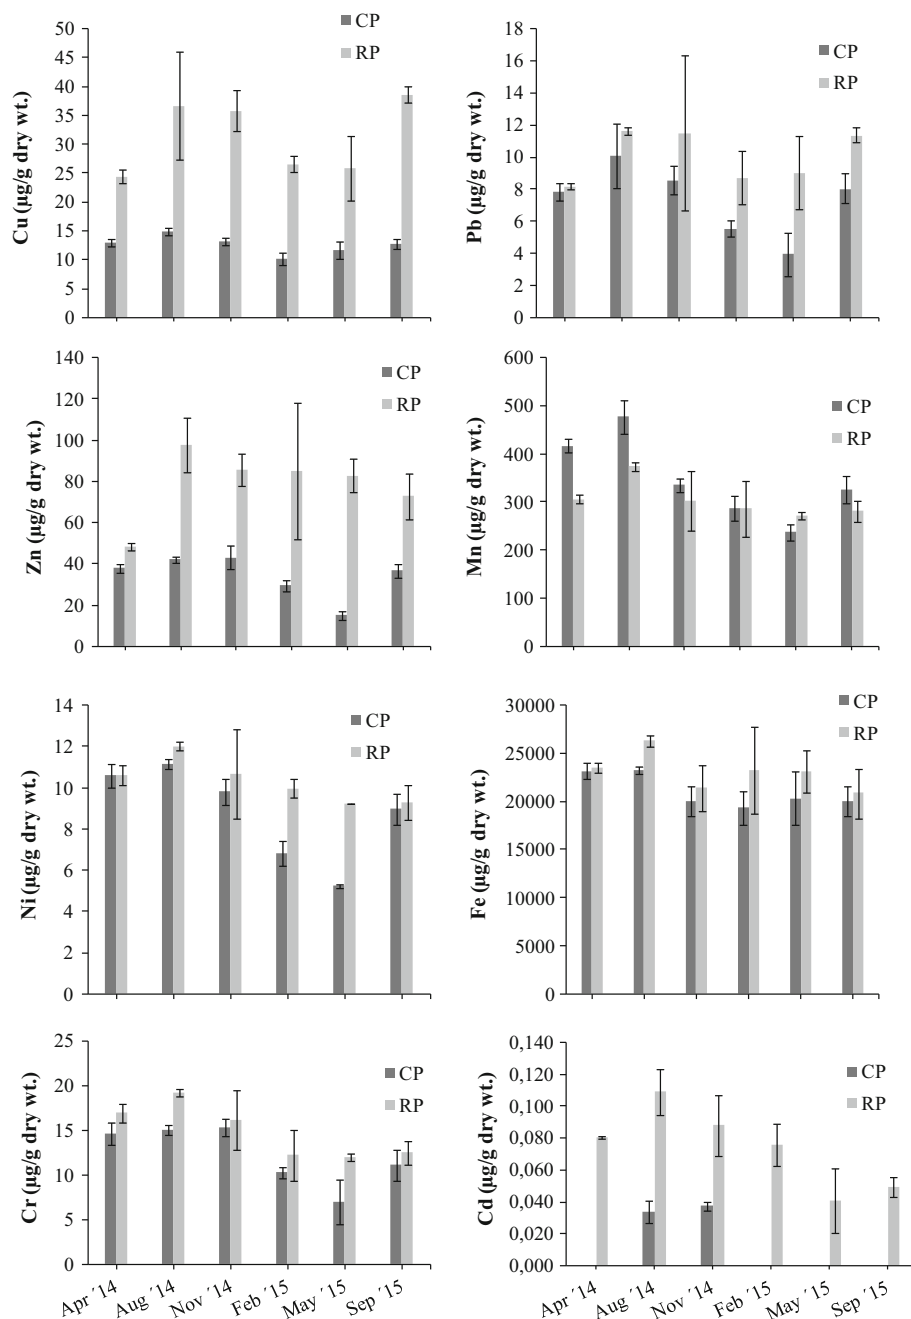 Cu (µg/g dry wt.)
50
45
40
35
30
25
20
15
10
5
0
CP
RP
Pb (µg/g dry wt.)
18
16
14
12
10
8
6
4
2
0
CP
RP
Zn (µg/g dry wt.)
140
120
100
80
60
40
20
0
CP
RP
Mn (µg/g dry wt.)
600
500
400
300
200
100
0
CP
RP
Ni (µg/g dry wt.)
14
12
10
8
6
4
2
0
CP
RP
Fe (µg/g dry wt.)
30000
25000
20000
15000
10000
5000
0
CP
RP
Cr (µg/g dry wt.)
25
20
15
10
5
0
CP
RP
Apr ´14
Aug ´14
Nov ´14
Feb ´15
May ´15
Sep ´15
Cd (µg/g dry wt.)
0,140
0,120
0,100
0,080
0,060
0,040
0,020
0,000
CP
RP
Apr ´14
Aug ´14
Nov ´14
Feb ´15
May ´15
Sep ´15